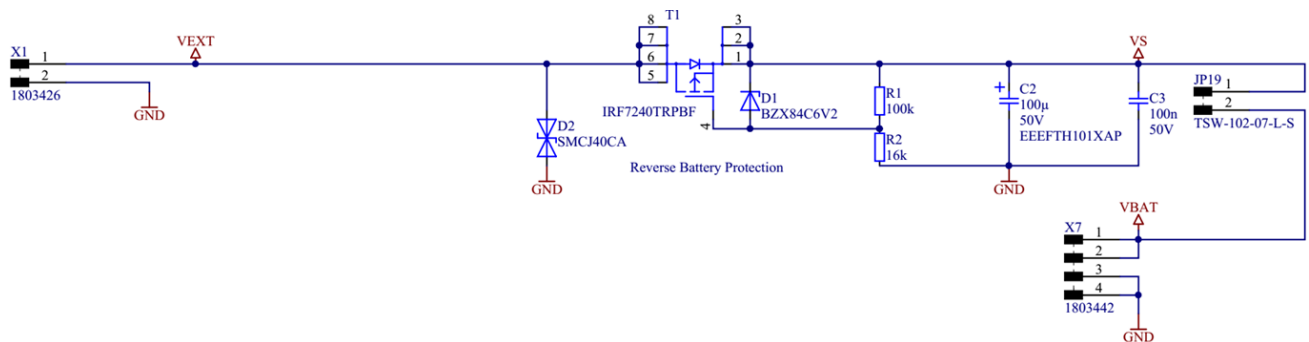 X1
1
2
1803426
GND
VEXT
D2
SMCJ40CA
GND
T1
8
7
6
5
3
2
1
IRF7240TRPBF
4
D1
BZX84C6V2
Reverse Battery Protection
R1
100k
R2
16k
C2
+
100µ
50V
EEEFTH101XAP
GND
VS
C3
100n
50V
JP19
1
2
TSW-102-07-L-S
VBAT
X7
1
2
3
4
1803442
GND